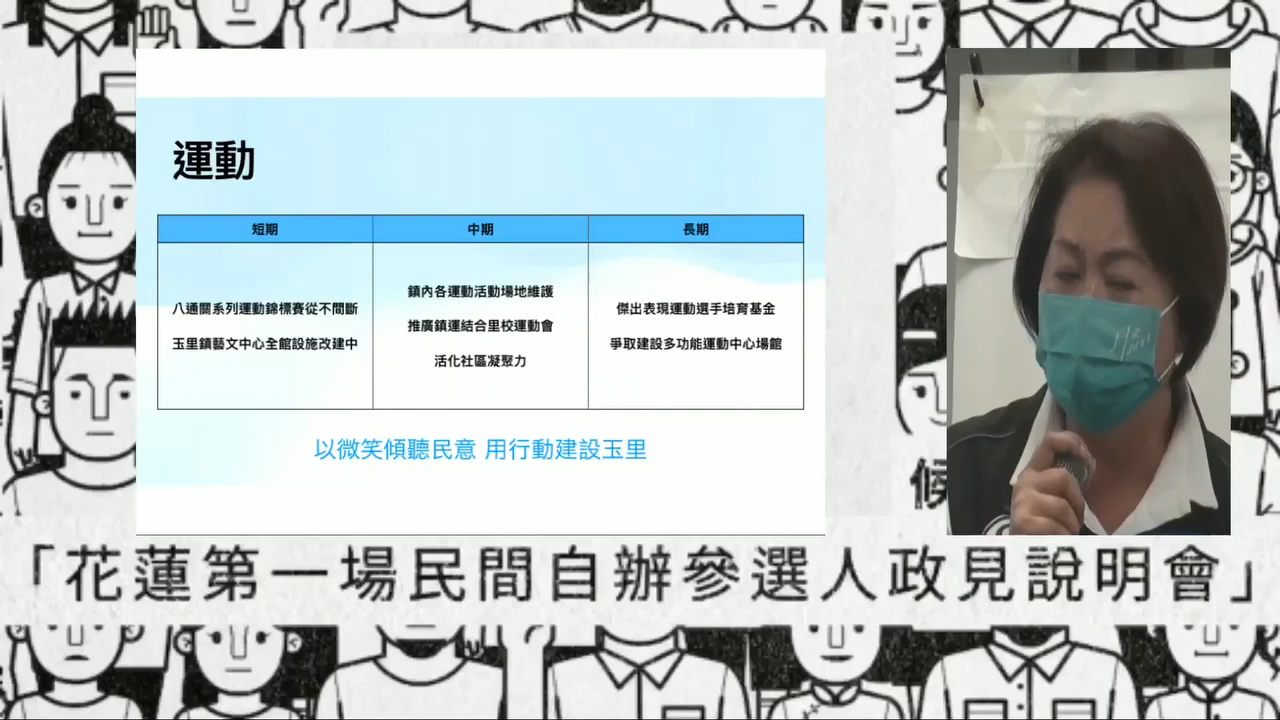 運動
短期
中期
長期
八通關系列運動錦標賽從不間斷
玉里鎮藝文中心全館設施改建中
鎮內各運動活動場地維護
推廣鎮運結合里校運動會
活化社區凝聚力
傑出表現運動選手培育基金
爭取建設多功能運動中心場館
以微笑傾聽民意 用行動建設玉里
候
「花蓮第一場民間自辦參選人政見說明會」